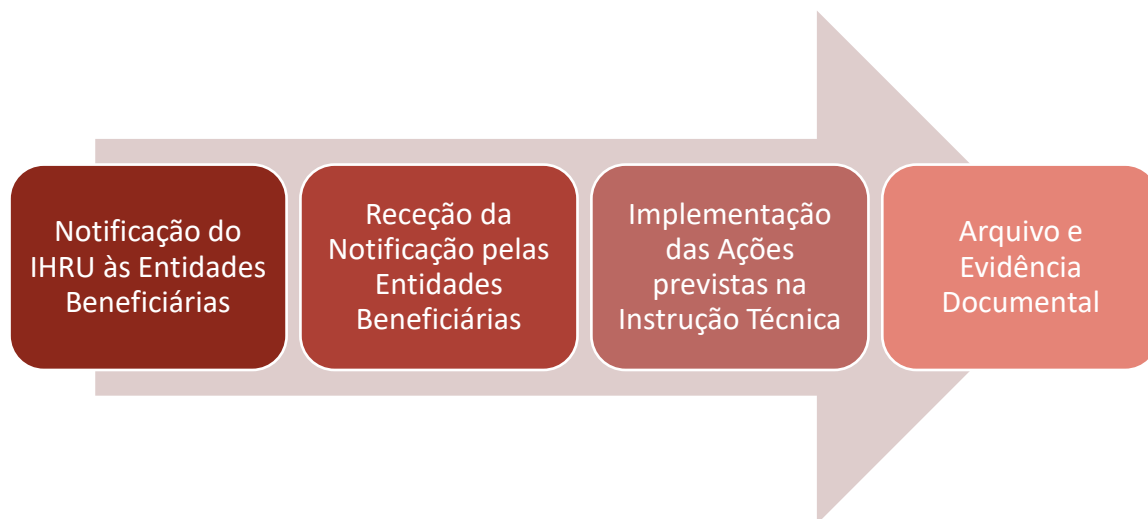 Notificação do
IHRU às Entidades
Beneficiárias
Receção da
Notificação pelas
Entidades
Beneficiárias
Implementação
das Ações
previstas na
Instrução Técnica
Arquivo e
Evidência
Documental